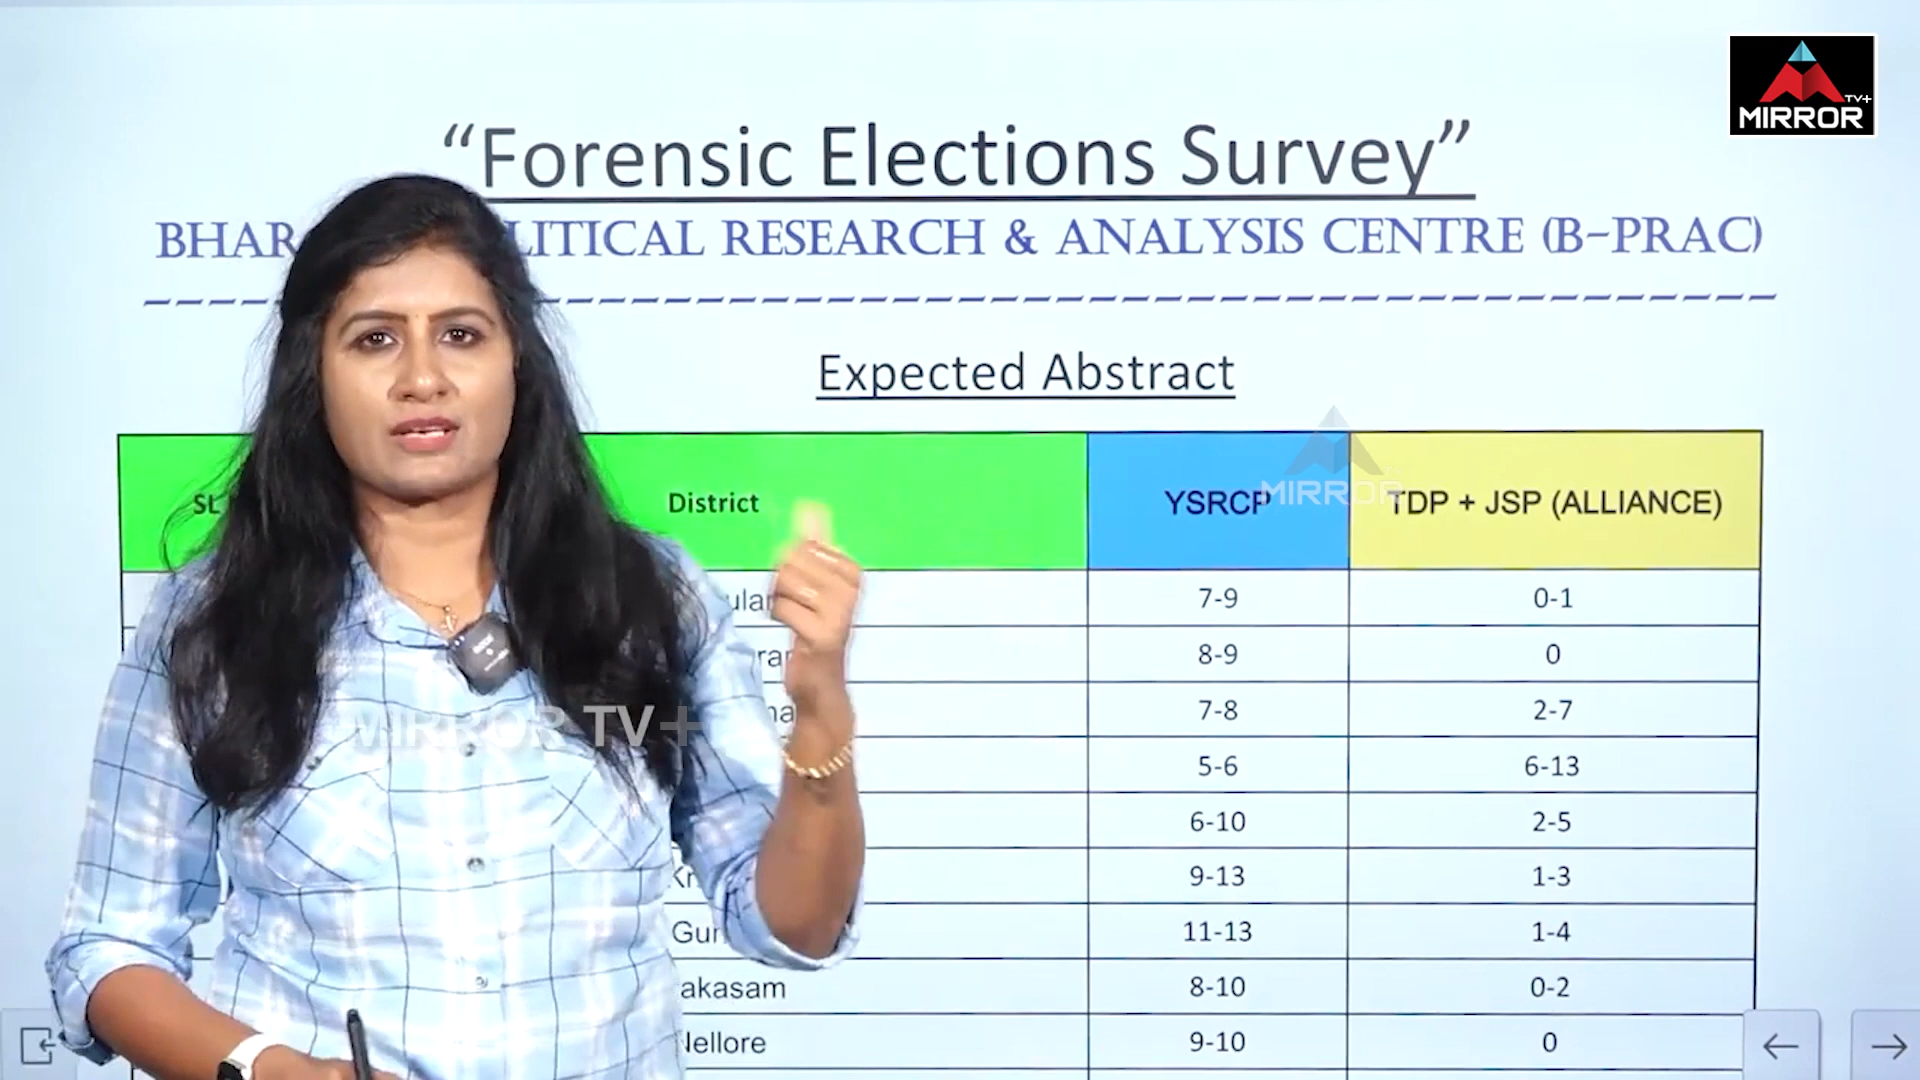 TV+
MIRROR
“Forensic Elections Survey”
LITICAL RESEARCH & ANALYSIS CENTRE (B-PRAC)
Expected Abstract
SL District YSRCP TDP + JSP (ALLIANCE)
MIRROR
7-9 0-1
8-9 0
7-8 2-7
MIRROR TV+
5-6 6-13
6-10 2-5
9-13 1-3
11-13 1-4
akasam 8-10 0-2
Nellore 9-10 0